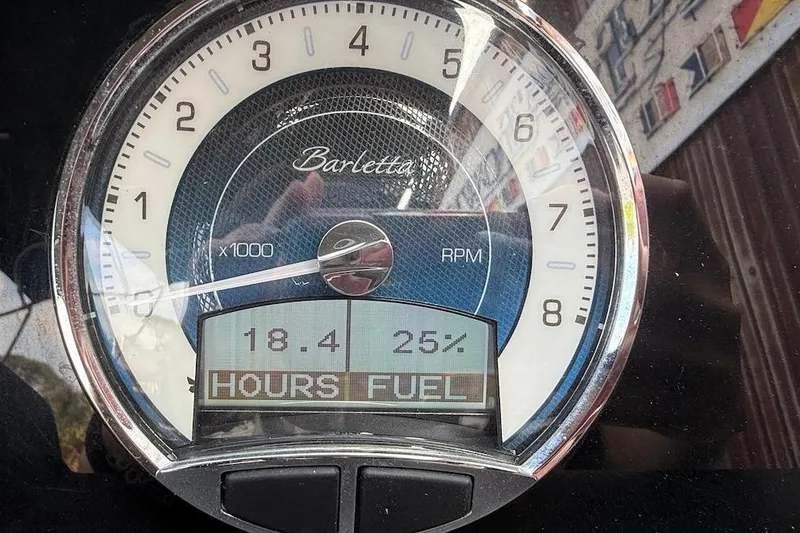 0 1 2 3 4 5 6 7 8
Barletta
x1000 RPM
18.4 25%
HOURS FUEL